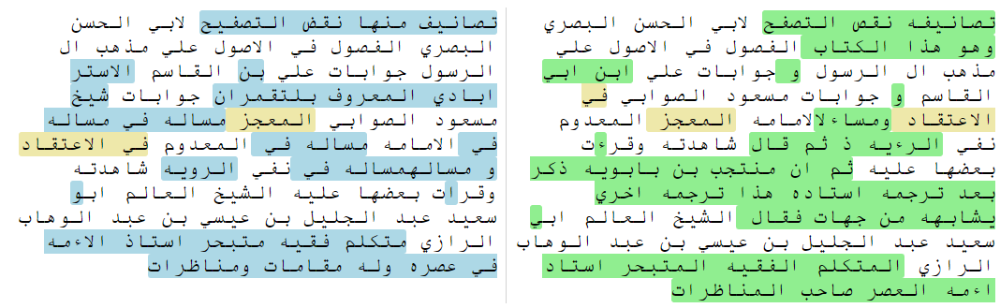 تصانيفه نقض التصفح لابي الحسن البصري
وهو هذا الكتاب الفصول في الاصول علي
مذهب ال الرسول و جوابات علي ابن ابي
القاسم و جوابات مسعود الصوابي في
الاعتقاد ومساءلالامامه المعجز المعدوم
نفي الرءيه ذ ثم قال شاهدته وقرءت
بعضها عليه ثم ان منتجب بن بابويه ذكر
بعد ترجمه استاده هذا ترجمه اخري
يشابهه من جهات فقال الشيخ العالم ابي
سعيد عبد الجليل بن عيسي بن عبد الوهاب
الرازي المتكلم الفقيه المتبحر استاد
اءمه العصر صاحب المناظرات
تصانيف منها نقض التصفيح لابي الحسن
البصري الفصول في الاصول علي مذهب ال
الرسول جوابات علي بن القاسم الاستر
ابادي المعروف بلتقمران جوابات شيخ
مسعود الصوابي المعجز مساله في مساله
في الامامه مساله في المعدوم في الاعتقاد
و مسالهمساله في نفي الرويه شاهدته
وقرات بعضها عليه الشيخ العالم ابو
سعيد عبد الجليل بن عيسي بن عبد الوهاب
الرازي متكلم فقيه متبحر استاذ الاءمه
في عصره وله مقامات ومناظرات